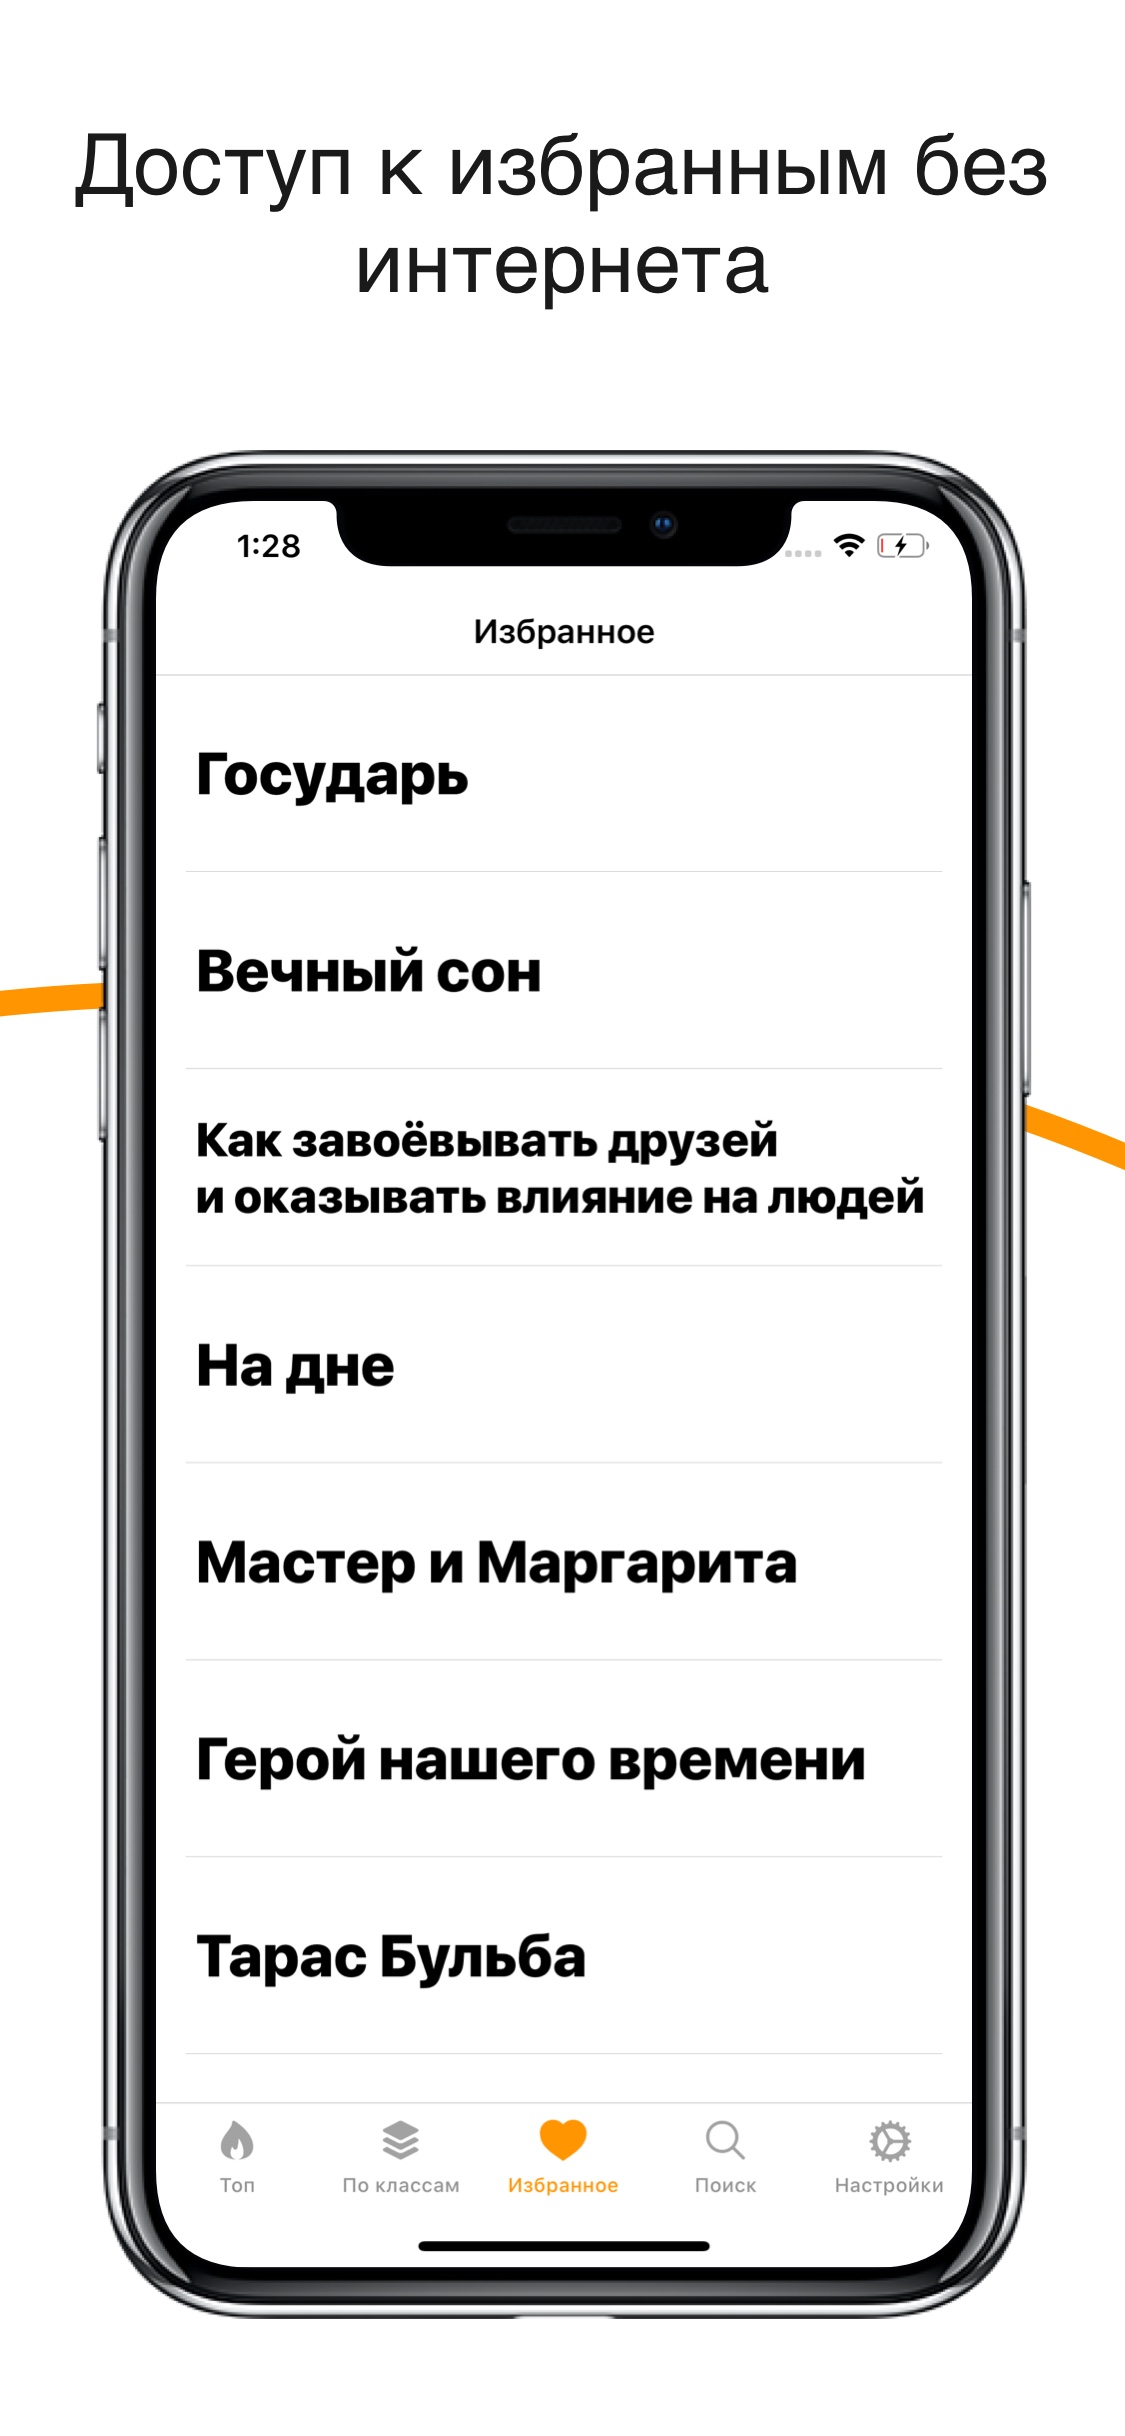 Доступ к избранным без
интернета
1:28
Избранное
Государь
Вечный сон
Как завоёвывать друзей
и оказывать влияние на людей
На дне
Мастер и Маргарита
Герой нашего времени
Тарас Бульба
Топ
По классам
Избранное
Поиск
Настройки